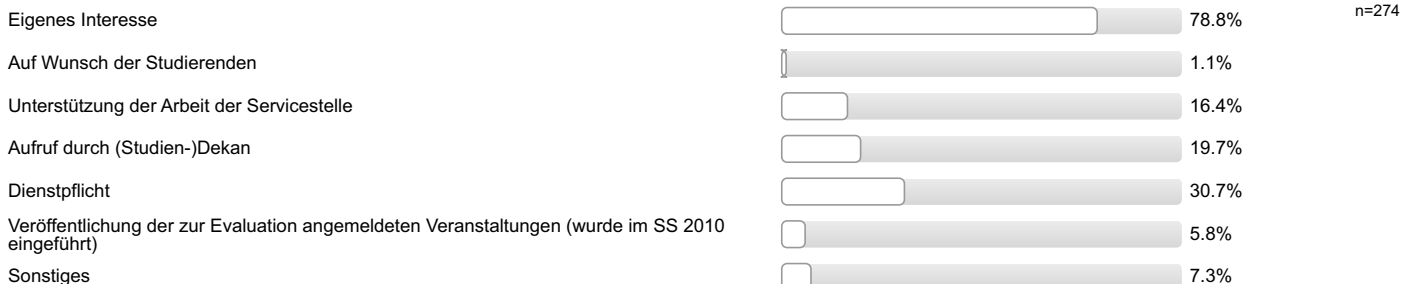 Eigenes Interesse 78.8% n=274
Auf Wunsch der Studierenden 1.1%
Unterstützung der Arbeit der Servicestelle 16.4%
Aufruf durch (Studien-)Dekan 19.7%
Dienstpflicht 30.7%
Veröffentlichung der zur Evaluation angemeldeten Veranstaltungen (wurde im SS 2010
eingeführt) 5.8%
Sonstiges 7.3%